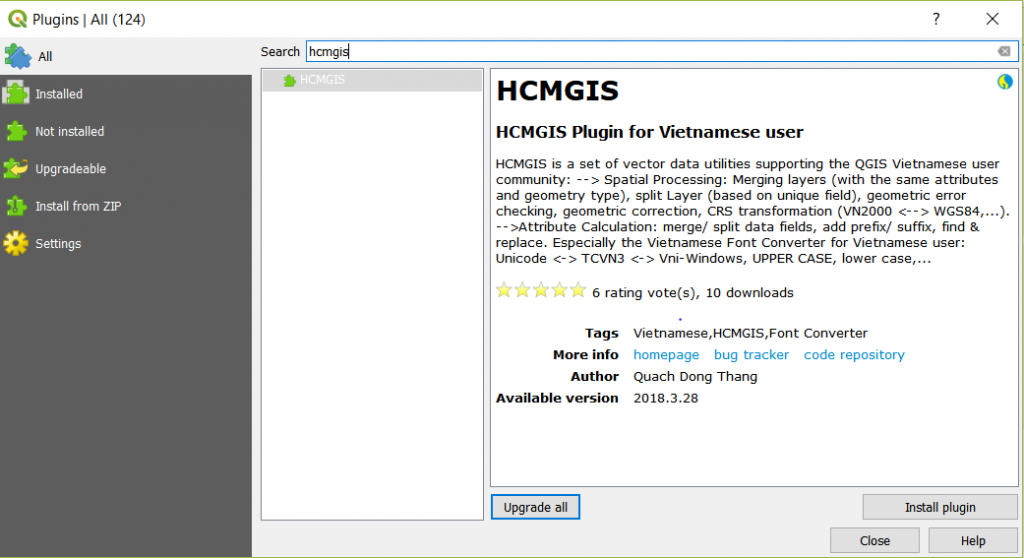 Plugins | All (124)
?
All
Installed
Not installed
Upgradeable
Install from ZIP
Settings
Search hcmgis
HCMGIS
HCMGIS
HCMGIS Plugin for Vietnamese user
HCMGIS is a set of vector data utilities supporting the QGIS Vietnamese user
community: --> Spatial Processing: Merging layers (with the same attributes
and geometry type), split Layer (based on unique field), geometric error
checking, geometric correction, CRS transformation (VN2000 <--> WGS84,...).
-->Attribute Calculation: merge/ split data fields, add prefix/ suffix, find &
replace. Especially the Vietnamese Font Converter for Vietnamese user:
Unicode <-> TCVN3 <-> Vni-Windows, UPPER CASE, lower case,...
6 rating vote(s), 10 downloads
Tags Vietnamese,HCMGIS,Font Converter
More info homepage bug tracker code repository
Author Quach Dong Thang
Available version 2018.3.28
Upgrade all Install plugin
Close Help